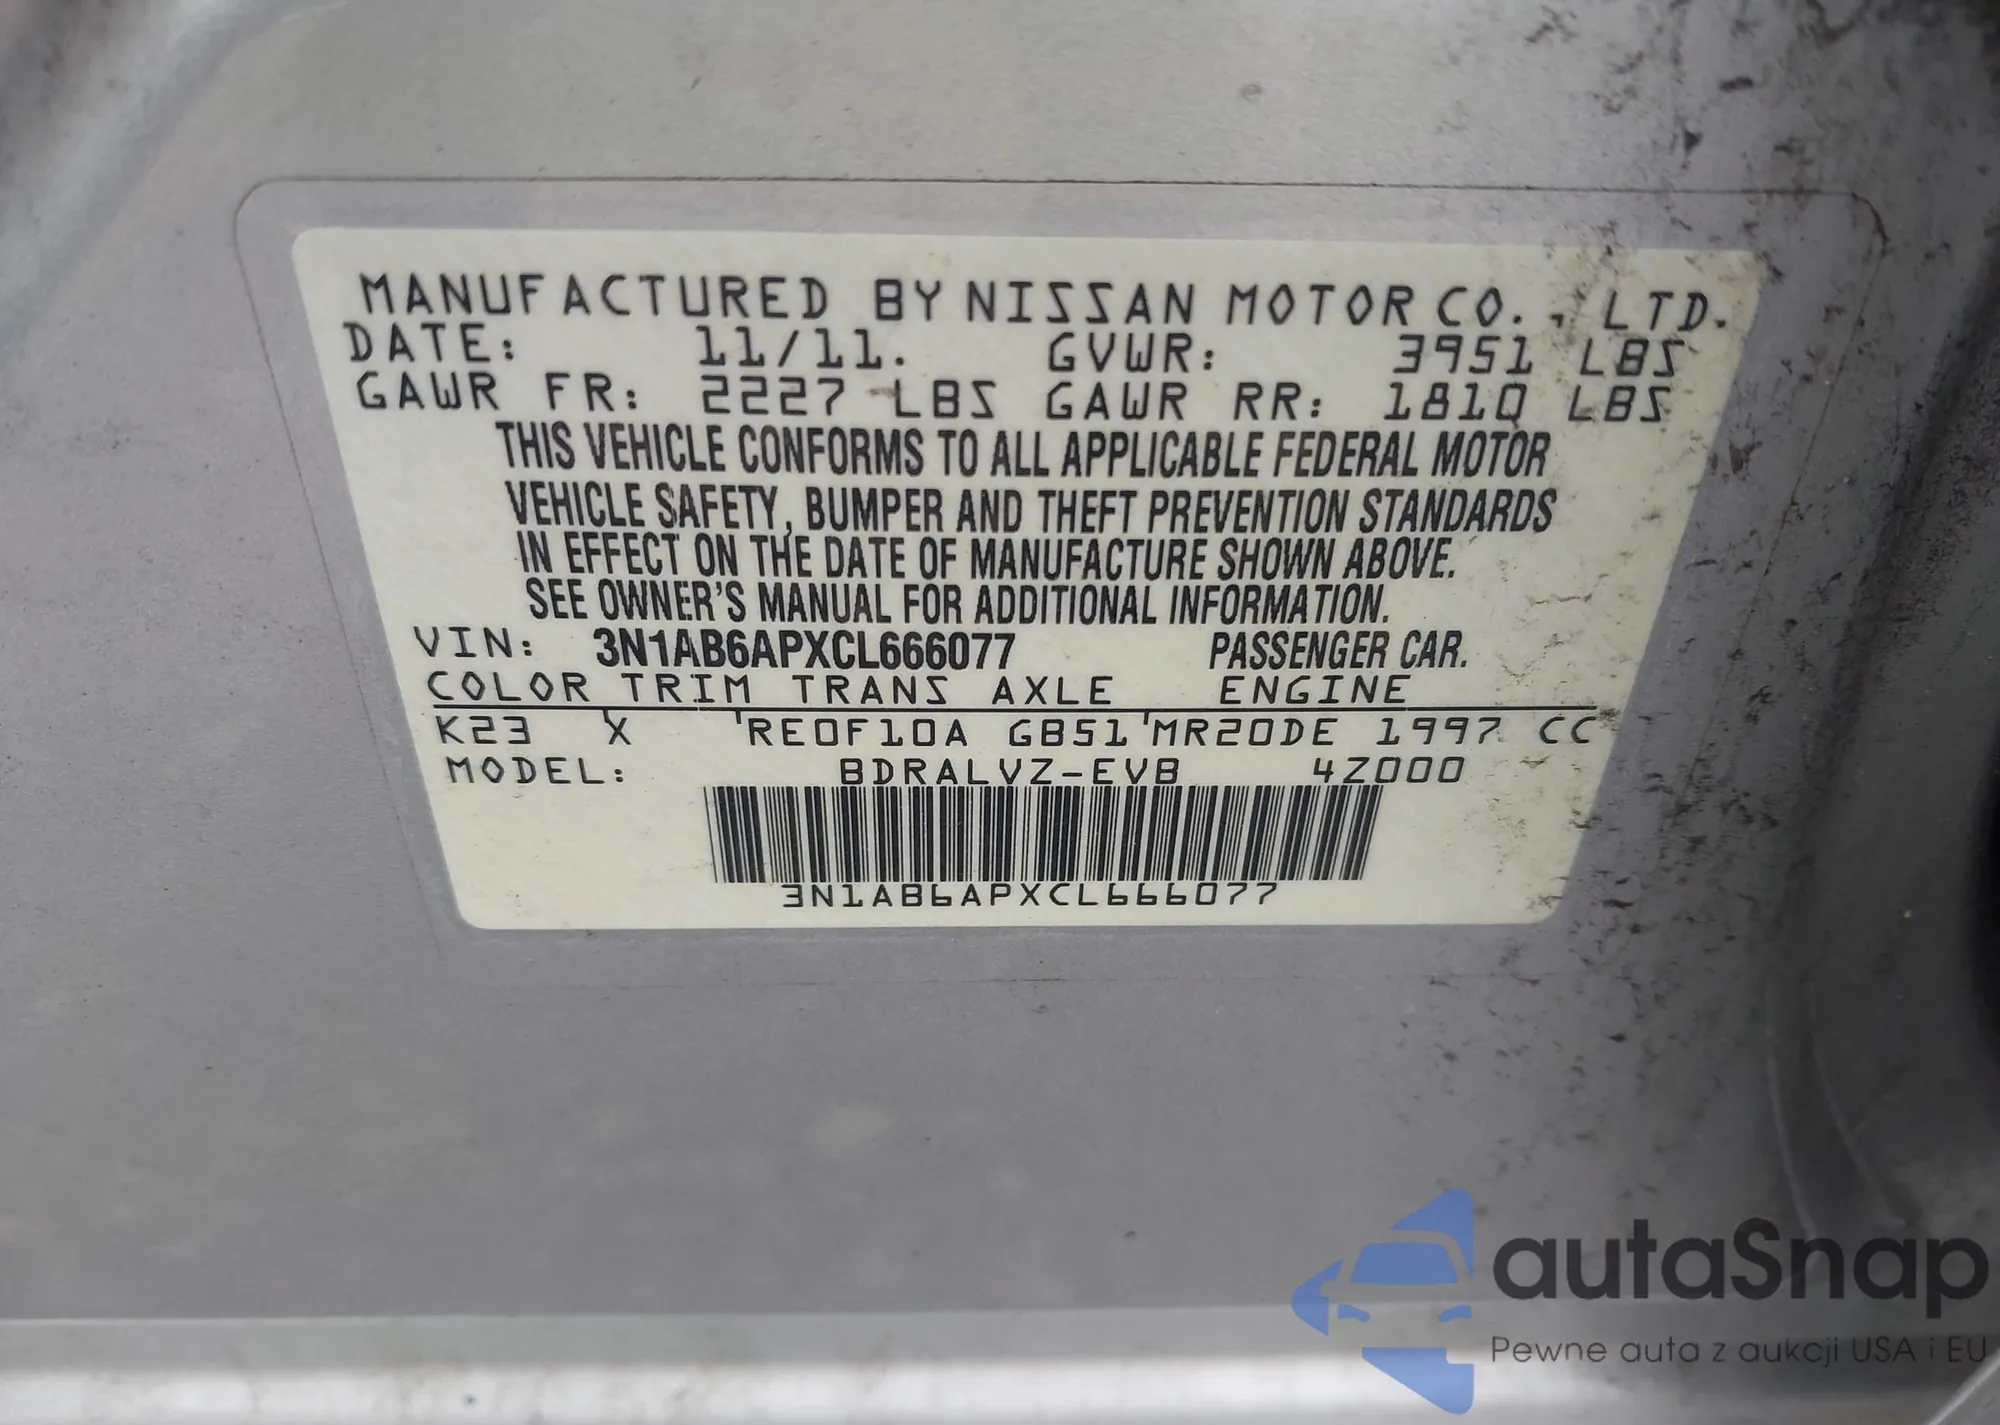 MANUFACTURED BY NISSAN MOTOR CO., LTD.
DATE: 11/11. GVWR: 3951 LBS
GAWR FR: 2227 LBS GAWR RR: 1810 LBS
THIS VEHICLE CONFORMS TO ALL APPLICABLE FEDERAL MOTOR
VEHICLE SAFETY, BUMPER AND THEFT PREVENTION STANDARDS
IN EFFECT ON THE DATE OF MANUFACTURE SHOWN ABOVE.
SEE OWNER'S MANUAL FOR ADDITIONAL INFORMATION.
VIN: 3N1AB6APXCL666077 PASSENGER CAR.
COLOR TRIM TRANS AXLE ENGINE
K23 X RE0F10A GB51 MR20DE 1997 CC
MODEL: BDRALVZ-EVB 4Z000
3N1AB6APXCL666077
autaSnap
Pewne auta z aukcji USA i EU